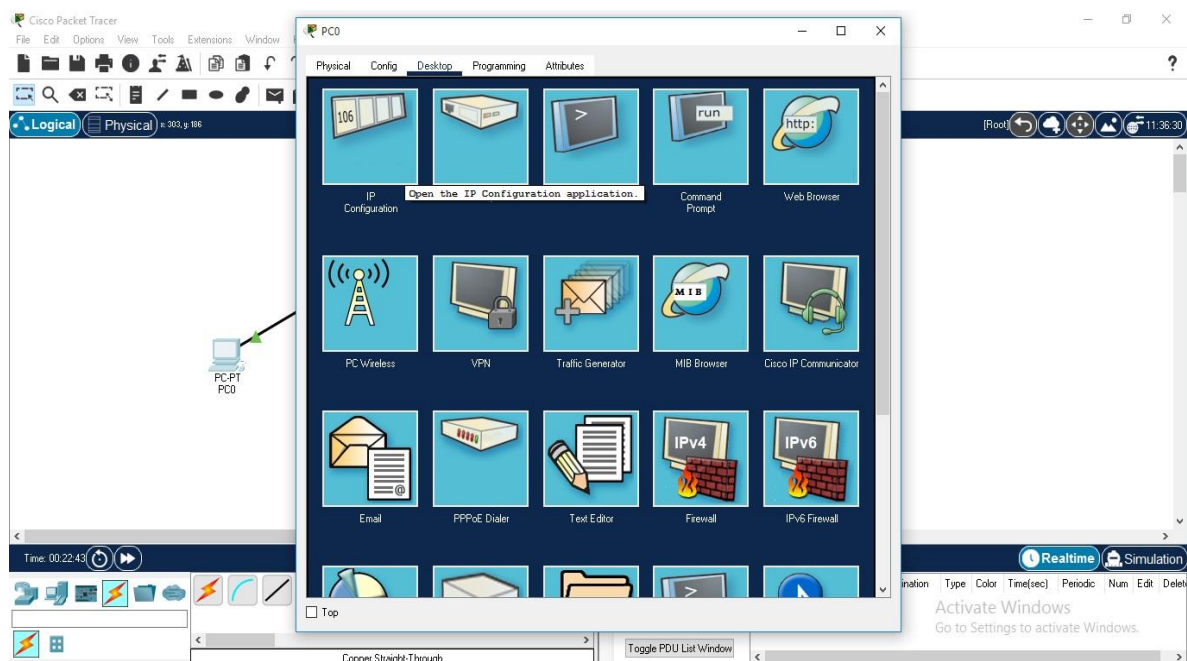 Cisco Packet Tracer
File Edit Options View Tools Extensions Window
PC0
Physical Config Desktop Programming Attributes
?
Logical Physical x: 303, y: 186
[Root] 11:36:30
106 > run http:
IP Configuration
Open the IP Configuration application.
Command Prompt
Web Browser
MIB
PC Wireless VPN Traffic Generator MIB Browser Cisco IP Communicator
PC-PT
PC0
IPv4 IPv6
@
Email PPPoE Dialer Text Editor Firewall IPv6 Firewall
Time: 00:22:43
Realtime Simulation
>
Top
Type Color Time(sec) Periodic Num Edit
Activate Windows
Go to Settings to activate Windows.
Toggle PDU List Window
Copper Straight-Through